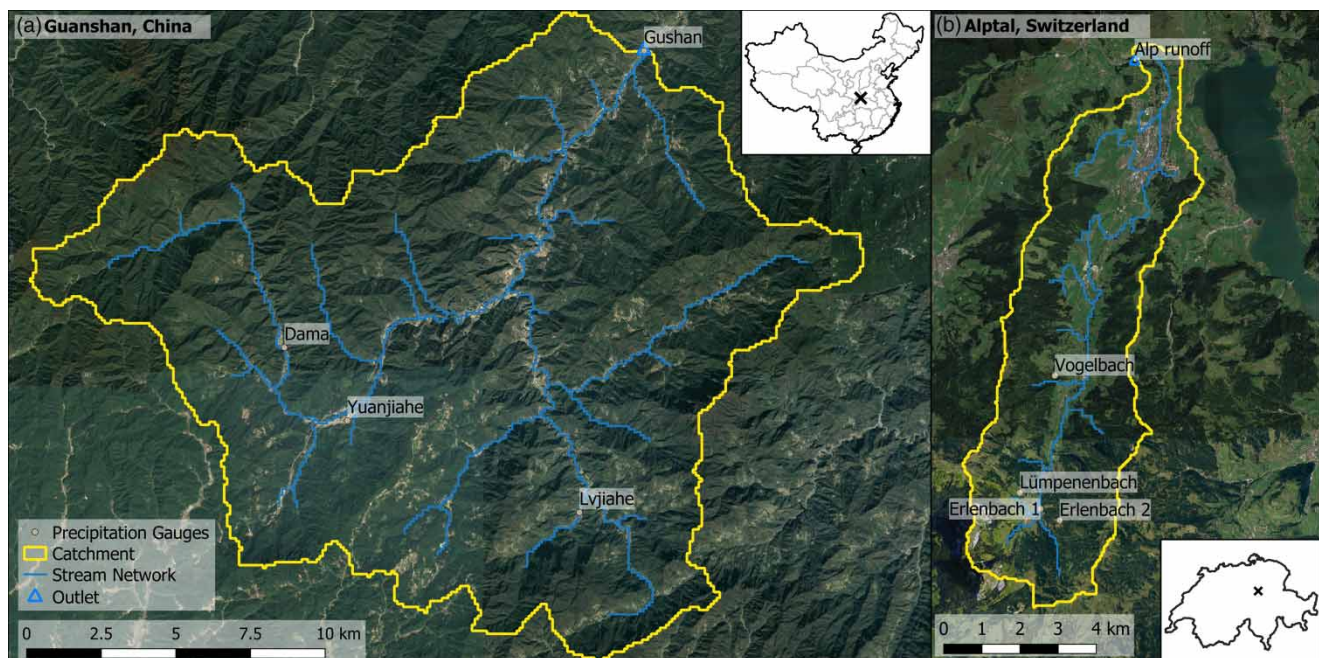 (a) Guanshan, China
Gushan
Dama
Yuanjiahe
Lvjiahe
Precipitation Gauges
Catchment
Stream Network
Outlet
0 2.5 5 7.5 10 km
(b) Alptal, Switzerland
Alp runoff
Vogelbach
Lümpenenbach
Erlenbach 1
Erlenbach 2
0 1 2 3 4 km